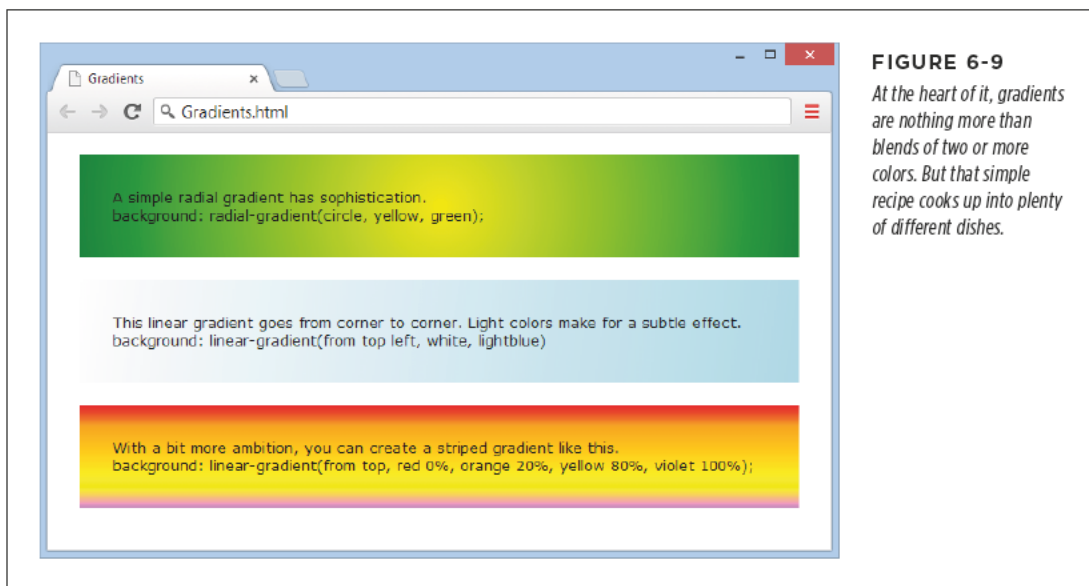 Gradients
Gradients.html
A simple radial gradient has sophistication.
background: radial-gradient(circle, yellow, green);
This linear gradient goes from corner to corner. Light colors make for a subtle effect.
background: linear-gradient(from top left, white, lightblue)
With a bit more ambition, you can create a striped gradient like this.
background: linear-gradient(from top, red 0%, orange 20%, yellow 80%, violet 100%);
FIGURE 6-9
At the heart of it, gradients
are nothing more than
blends of two or more
colors. But that simple
recipe cooks up into plenty
of different dishes.